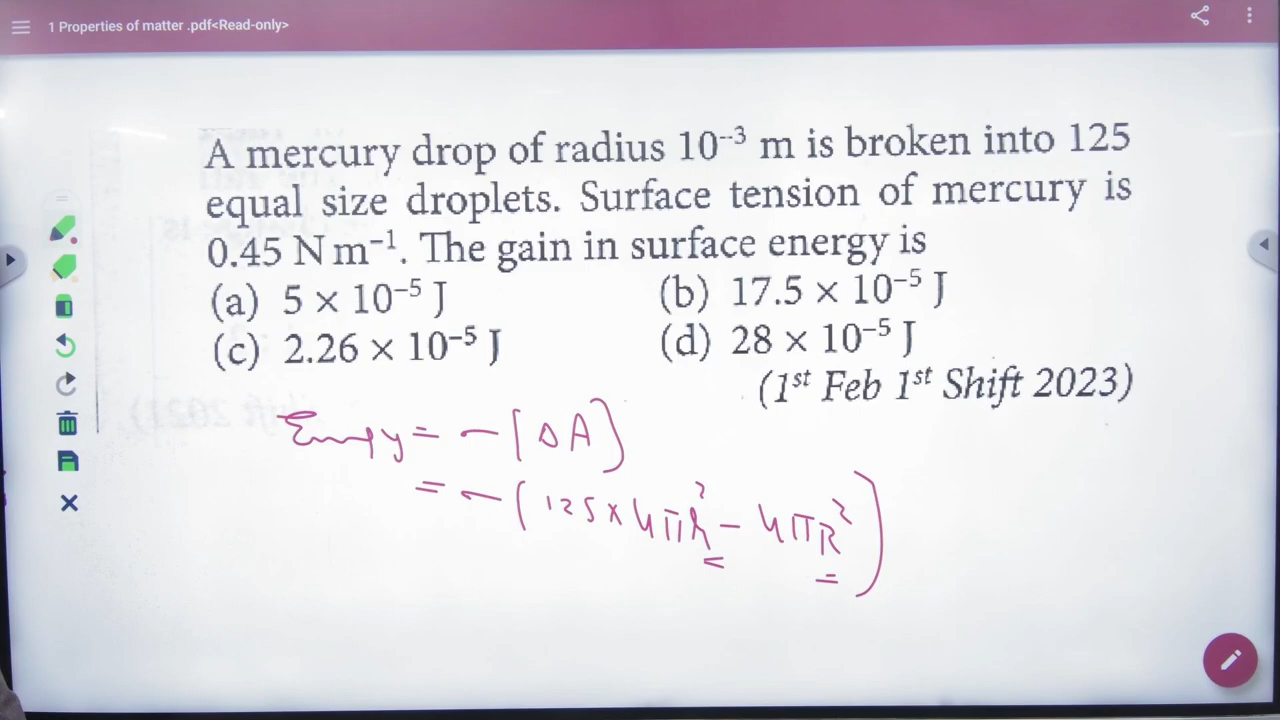 1 Properties of matter .pdf<Read-only>
A mercury drop of radius 10⁻³ m is broken into 125
equal size droplets. Surface tension of mercury is
0.45 N m⁻¹. The gain in surface energy is
(a) 5 × 10⁻⁵ J (b) 17.5 × 10⁻⁵ J
(c) 2.26 × 10⁻⁵ J (d) 28 × 10⁻⁵ J
(1ˢᵗ Feb 1ˢᵗ Shift 2023)
Energy = [ΔA]
= (125 × 4πr² − 4πR²)